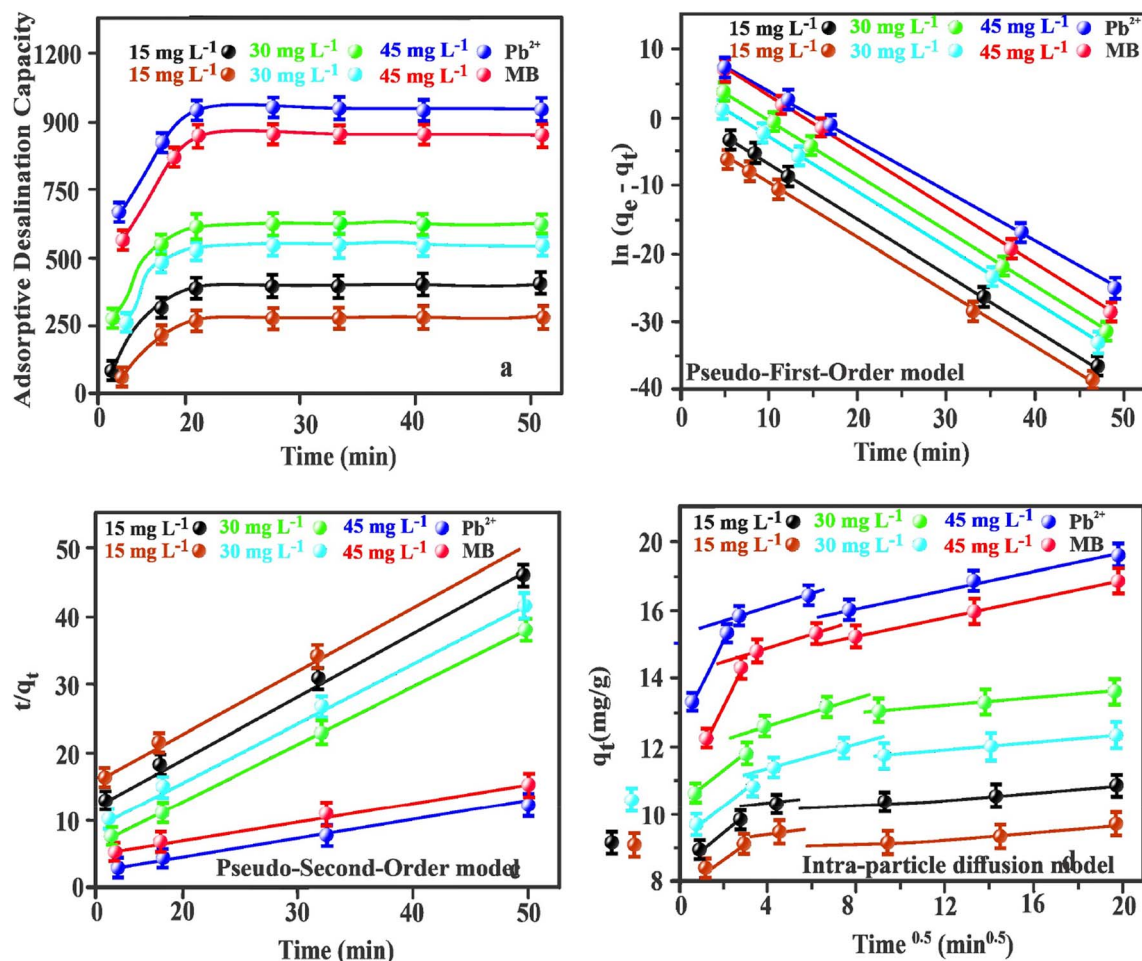 Adsorptive Desalination Capacity
15 mg L⁻¹ 30 mg L⁻¹ 45 mg L⁻¹ Pb²⁺
15 mg L⁻¹ 30 mg L⁻¹ 45 mg L⁻¹ MB
1200
900
750
500
250
0
a
0 20 30 40 50
Time (min)
ln (qₑ - qₜ)
15 mg L⁻¹ 30 mg L⁻¹ 45 mg L⁻¹ Pb²⁺
15 mg L⁻¹ 30 mg L⁻¹ 45 mg L⁻¹ MB
10
0
-10
-20
-30
-40
Pseudo-First-Order model
0 10 20 30 40 50
Time (min)
t/qₜ
15 mg L⁻¹ 30 mg L⁻¹ 45 mg L⁻¹ Pb²⁺
15 mg L⁻¹ 30 mg L⁻¹ 45 mg L⁻¹ MB
50
40
30
20
10
0
Pseudo-Second-Order model
0 20 30 40 50
Time (min)
qₜ(mg/g)
15 mg L⁻¹ 30 mg L⁻¹ 45 mg L⁻¹ Pb²⁺
15 mg L⁻¹ 30 mg L⁻¹ 45 mg L⁻¹ MB
20
18
16
14
12
10
8
Intra-particle diffusion model
d
0 4 8 12 16 20
Time ⁰·⁵ (min⁰·⁵)